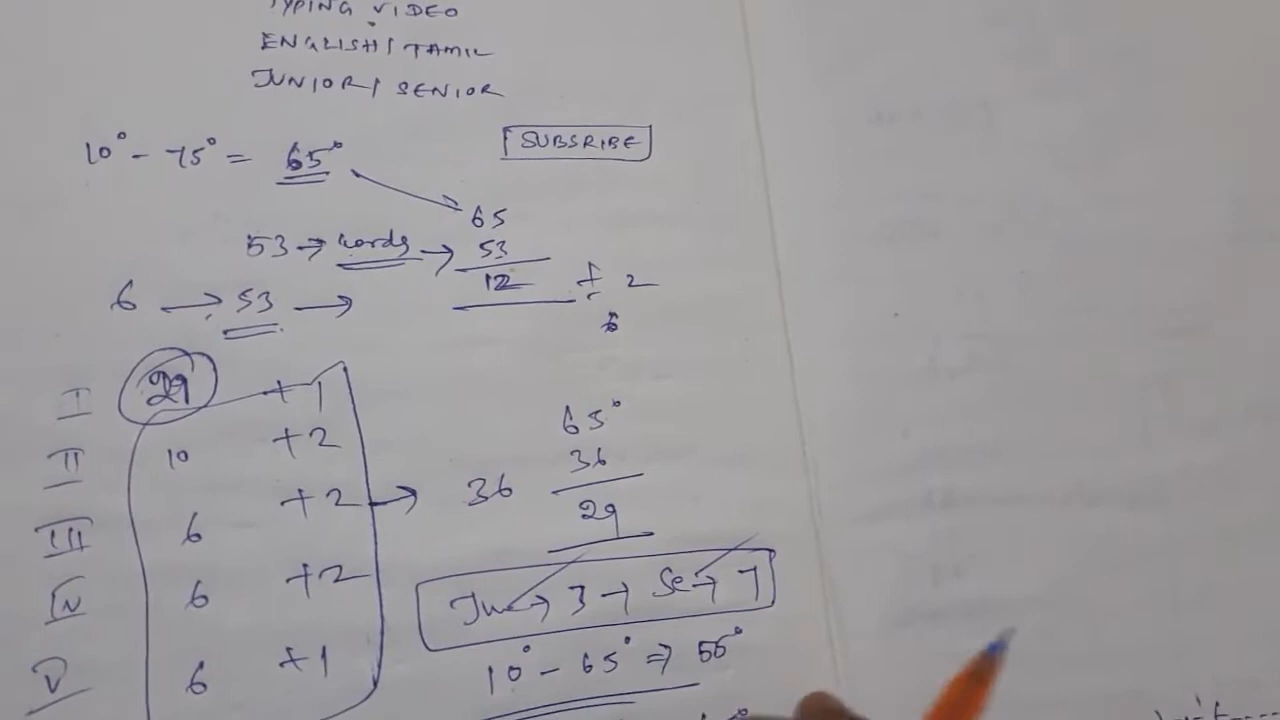 TYPING VIDEO
ENGLISH / TAMIL
JUNIOR / SENIOR
SUBSRIBE
10° - 75° = 65°
65
53 → words → 53
12 + 2
6 → 53 →
I 29 + 1
II 10 + 2
III 6 + 2
IV 6 + 2
V 6 + 1
65°
36 36
29
Ju → 3 → Se → 7
10° - 65° ⇒ 55°